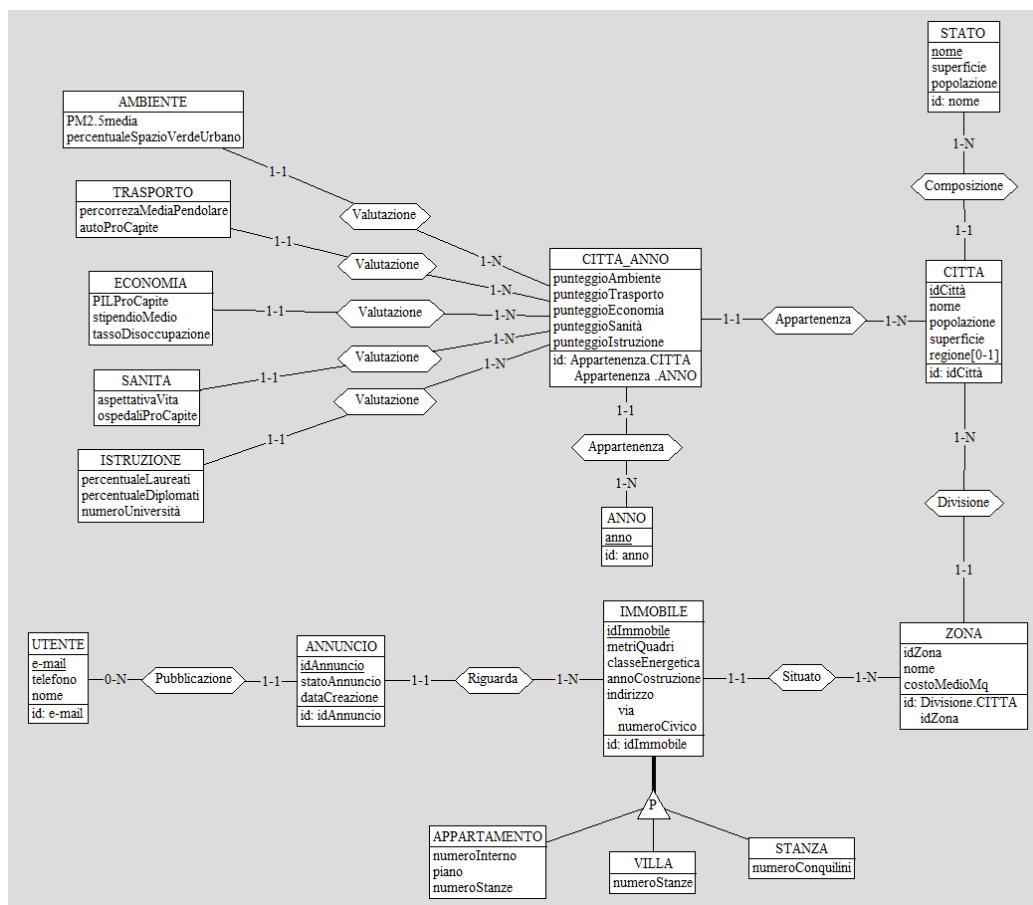 STATO
nome
superficie
popolazione
id: nome
1-N
Composizione
1-1
AMBIENTE
PM2.5media
percentualeSpazioVerdeUrbano
1-1
Valutazione
1-N
TRASPORTO
percorrezaMediaPendolare
autoProCapite
1-1
Valutazione
1-N
ECONOMIA
PILProCapite
stipendioMedio
tassoDisoccupazione
1-1
Valutazione
1-N
SANITA
aspettativaVita
ospedaliProCapite
1-1
Valutazione
1-N
ISTRUZIONE
percentualeLaureati
percentualeDiplomati
numeroUniversità
1-1
Valutazione
1-N
CITTA_ANNO
punteggioAmbiente
punteggioTrasporto
punteggioEconomia
punteggioSanità
punteggioIstruzione
id: Appartenenza.CITTA
Appartenenza .ANNO
1-1
Appartenenza
1-N
CITTA
idCittà
nome
popolazione
superficie
regione[0-1]
id: idCittà
1-1
Appartenenza
1-N
ANNO
anno
id: anno
1-N
Divisione
1-1
UTENTE
e-mail
telefono
nome
id: e-mail
0-N
Pubblicazione
1-1
ANNUNCIO
idAnnuncio
statoAnnuncio
dataCreazione
id: idAnnuncio
1-1
Riguarda
1-N
IMMOBILE
idImmobile
metriQuadri
classeEnergetica
annoCostruzione
indirizzo
via
numeroCivico
id: idImmobile
1-1
Situato
1-N
ZONA
idZona
nome
costoMedioMq
id: Divisione.CITTA
idZona
P
APPARTAMENTO
numeroInterno
piano
numeroStanze
VILLA
numeroStanze
STANZA
numeroConquilini